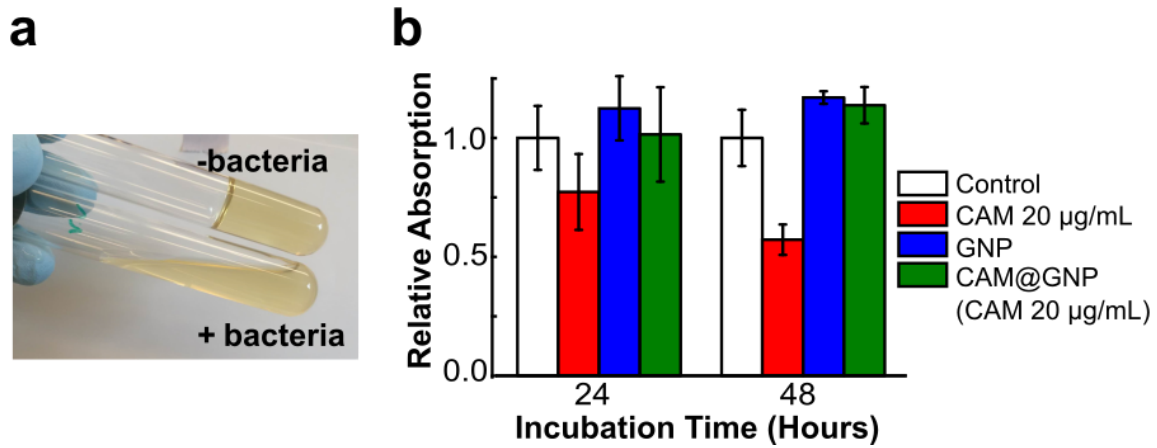 a
-bacteria
+ bacteria
b
Relative Absorption
1.0
0.5
0.0
24
48
Incubation Time (Hours)
Control
CAM 20 µg/mL
GNP
CAM@GNP
(CAM 20 µg/mL)